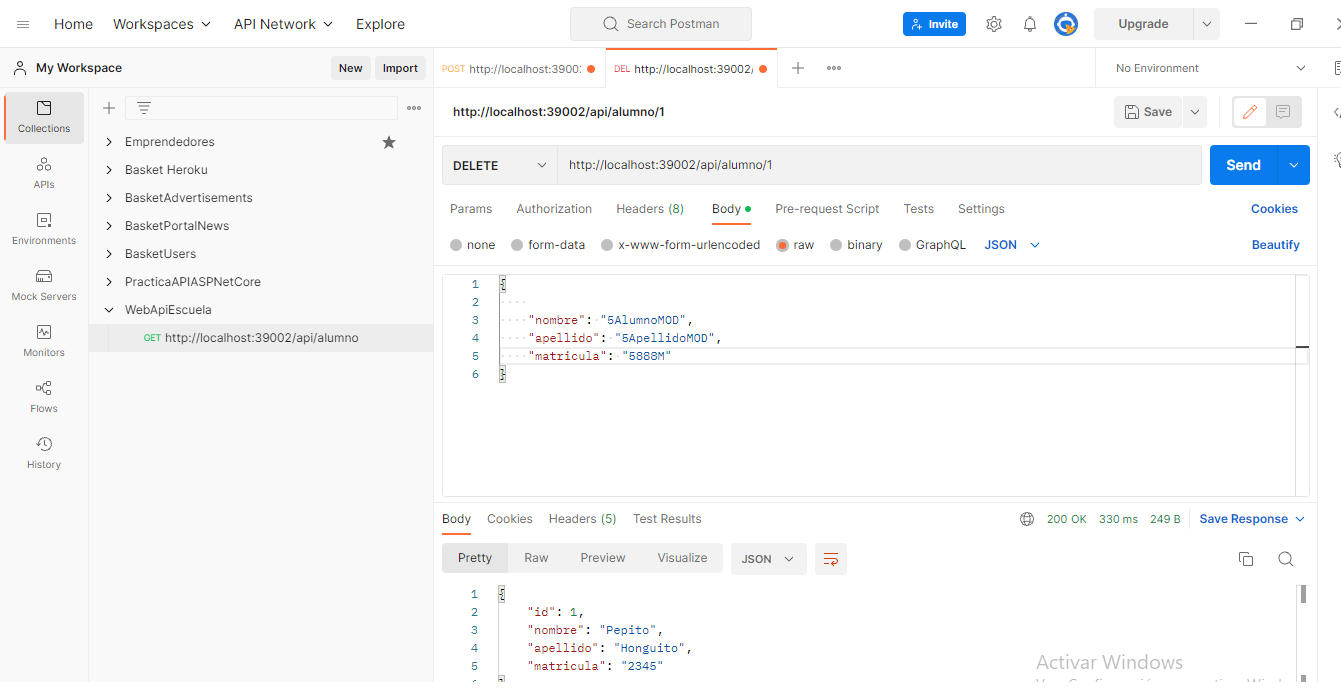 Home Workspaces API Network Explore Search Postman Invite Upgrade
My Workspace New Import POST http://localhost:3900 DEL http://localhost:39002/ No Environment
Collections
APIs
Environments
Mock Servers
Monitors
Flows
History
Emprendedores
Basket Heroku
BasketAdvertisements
BasketPortalNews
BasketUsers
PracticaAPIASPNetCore
WebApiEscuela
GET http://localhost:39002/api/alumno
http://localhost:39002/api/alumno/1 Save
DELETE http://localhost:39002/api/alumno/1 Send
Params Authorization Headers (8) Body Pre-request Script Tests Settings Cookies
none form-data x-www-form-urlencoded raw binary GraphQL JSON Beautify
1 {
2
3 "nombre": "5AlumnoMOD",
4 "apellido": "5ApellidoMOD",
5 "matricula": "5888M"
6 }
Body Cookies Headers (5) Test Results 200 OK 330 ms 249 B Save Response
Pretty Raw Preview Visualize JSON
1 {
2 "id": 1,
3 "nombre": "Pepito",
4 "apellido": "Honguito",
5 "matricula": "2345"
Activar Windows